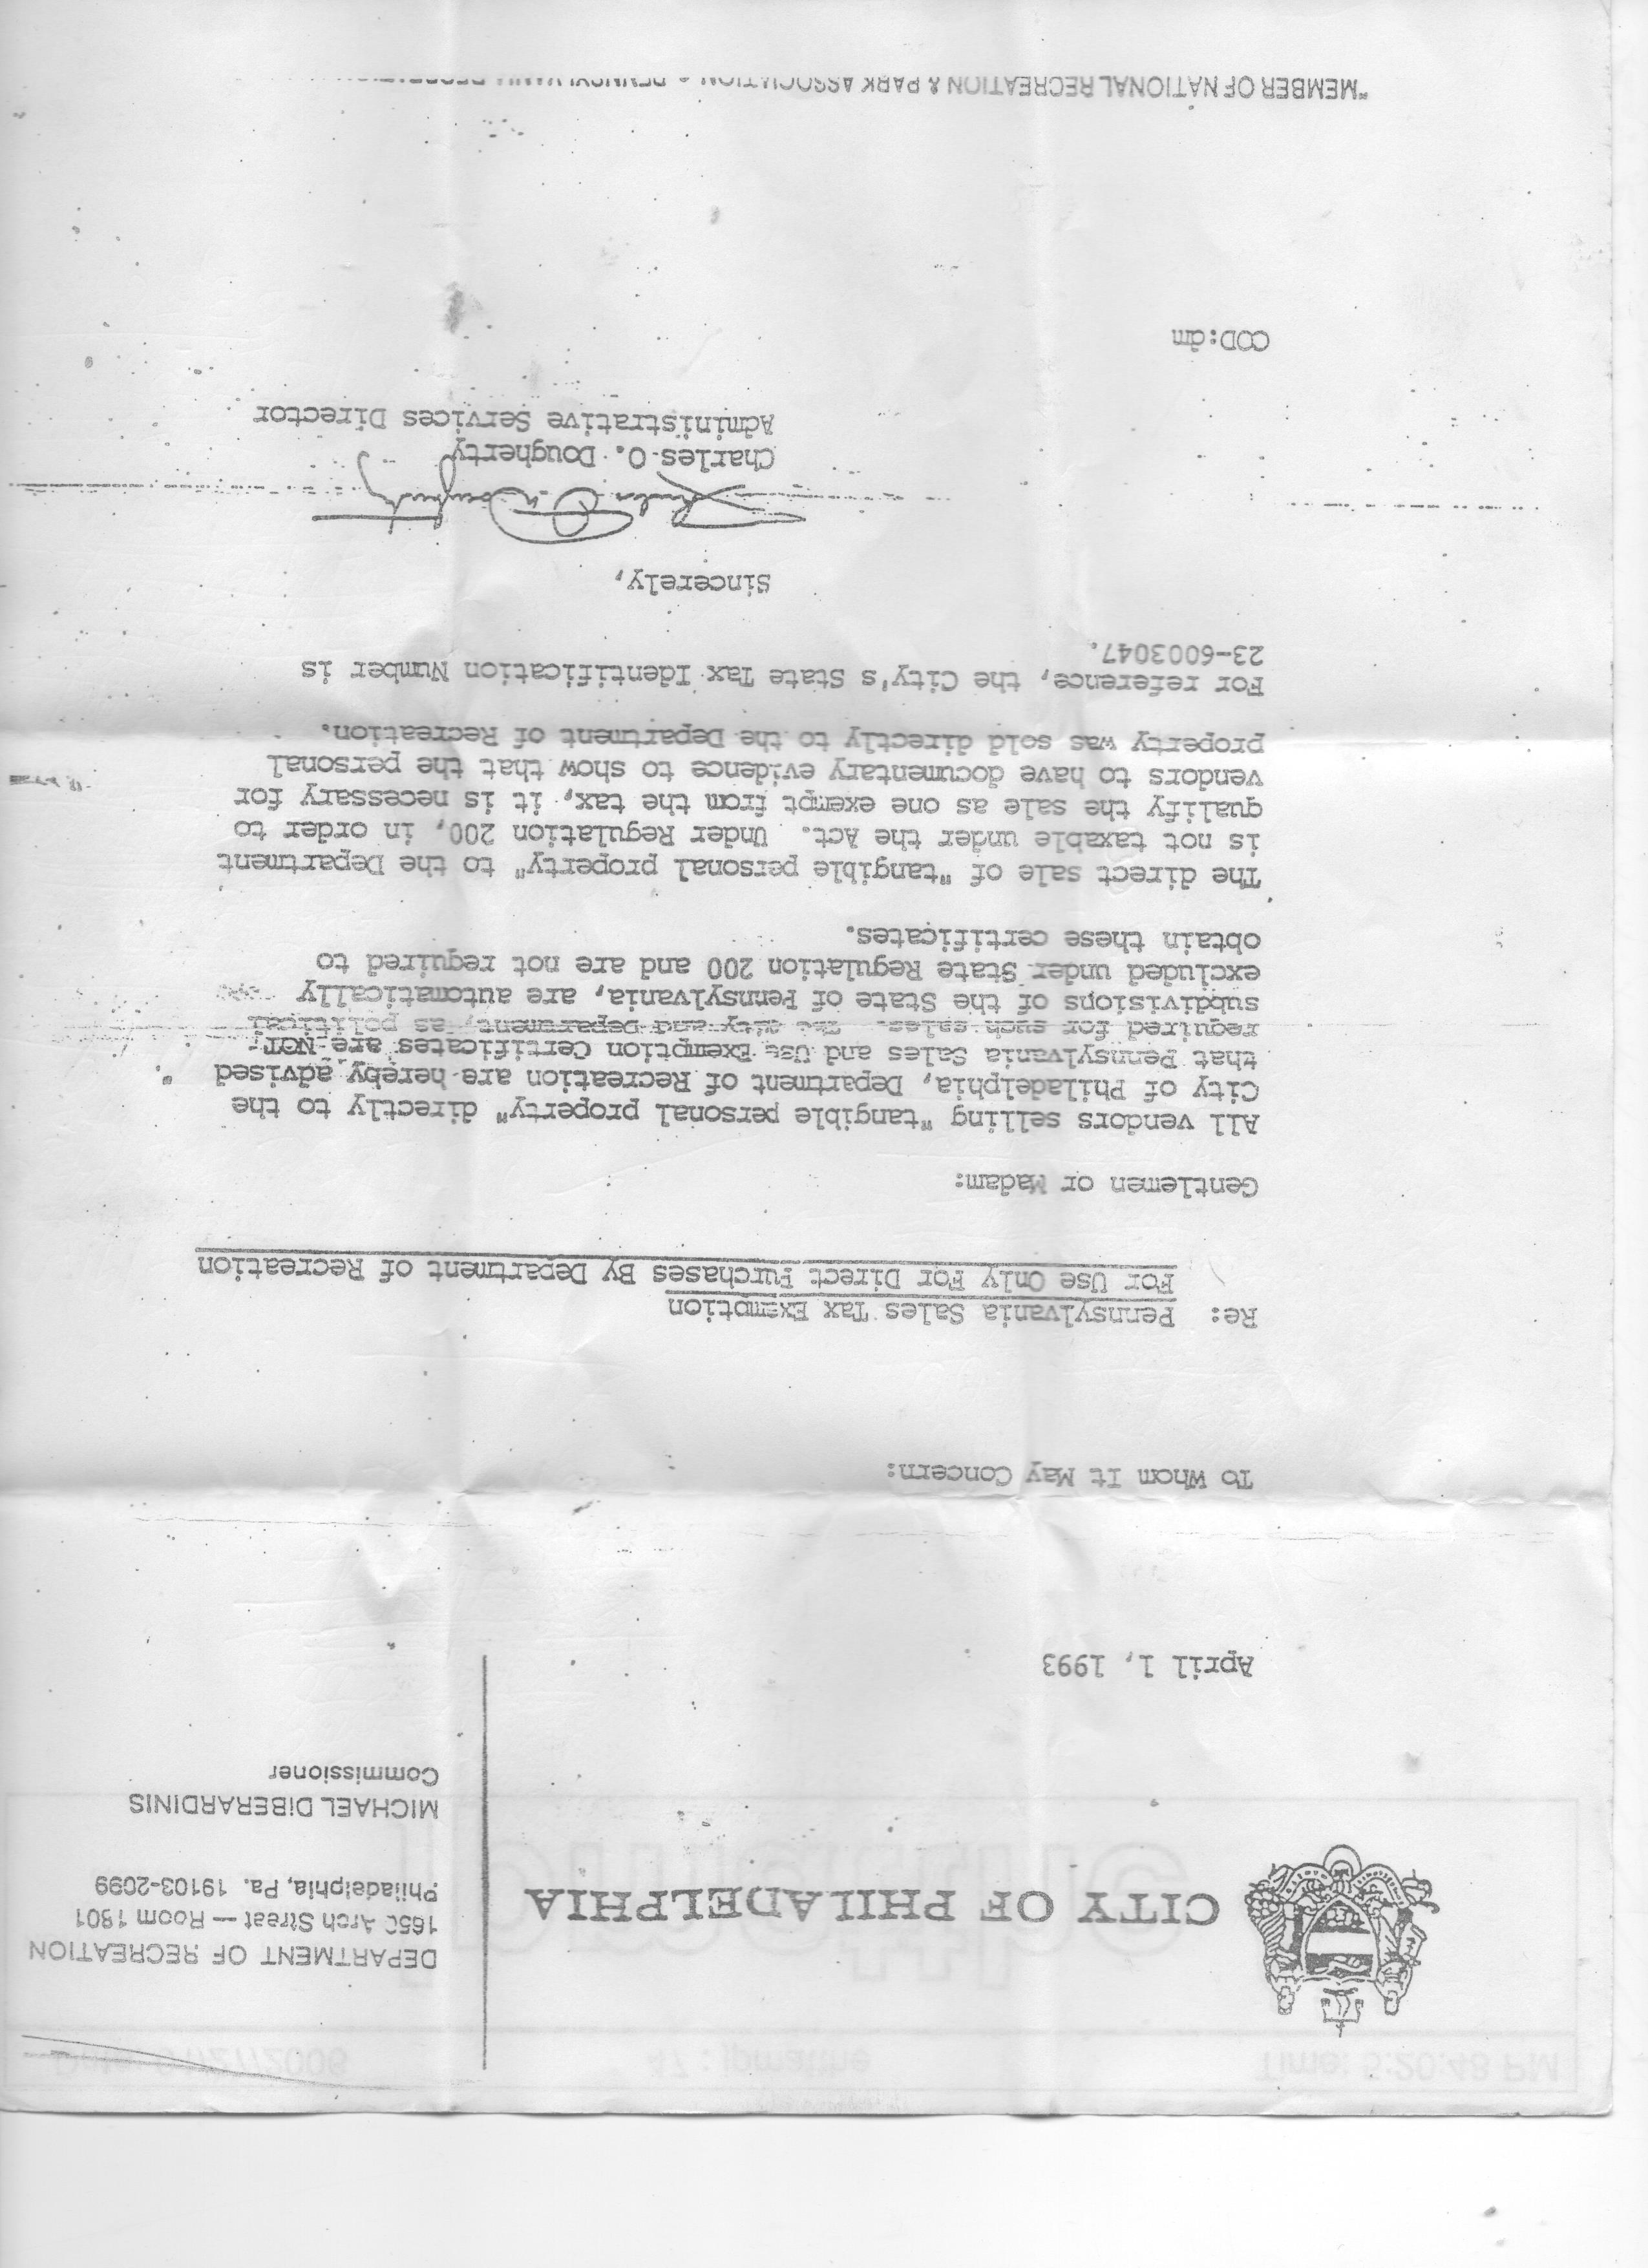 CITY OF PHILADELPHIA
DEPARTMENT OF RECREATION
1650 Arch Street — Room 1801
Philadelphia, Pa. 19103-2099
MICHAEL DiBERARDINIS
Commissioner
April 1, 1993
To Whom It May Concern:
Re: Pennsylvania Sales Tax Exemption
For Use Only For Direct Purchases By Department of Recreation
Gentlemen or Madam:
All vendors selling "tangible personal property" directly to the
City of Philadelphia, Department of Recreation are hereby advised
that Pennsylvania Sales and Use Exemption Certificates are NOT
required for such sales. The City and Department, as political
subdivisions of the State of Pennsylvania, are automatically
excluded under State Regulation 200 and are not required to
obtain these certificates.
The direct sale of "tangible personal property" to the Department
is not taxable under the Act. Under Regulation 200, in order to
qualify the sale as one exempt from the tax, it is necessary for
vendors to have documentary evidence to show that the personal
property was sold directly to the Department of Recreation.
For reference, the City's State Tax Identification Number is
23-6003047.
Sincerely,
Charles O. Dougherty
Administrative Services Director
COD:dm
"MEMBER OF NATIONAL RECREATION & PARK ASSOCIATION & PENNSYLVANIA
Time: 5:20:48 PM
47 : jpmatthe